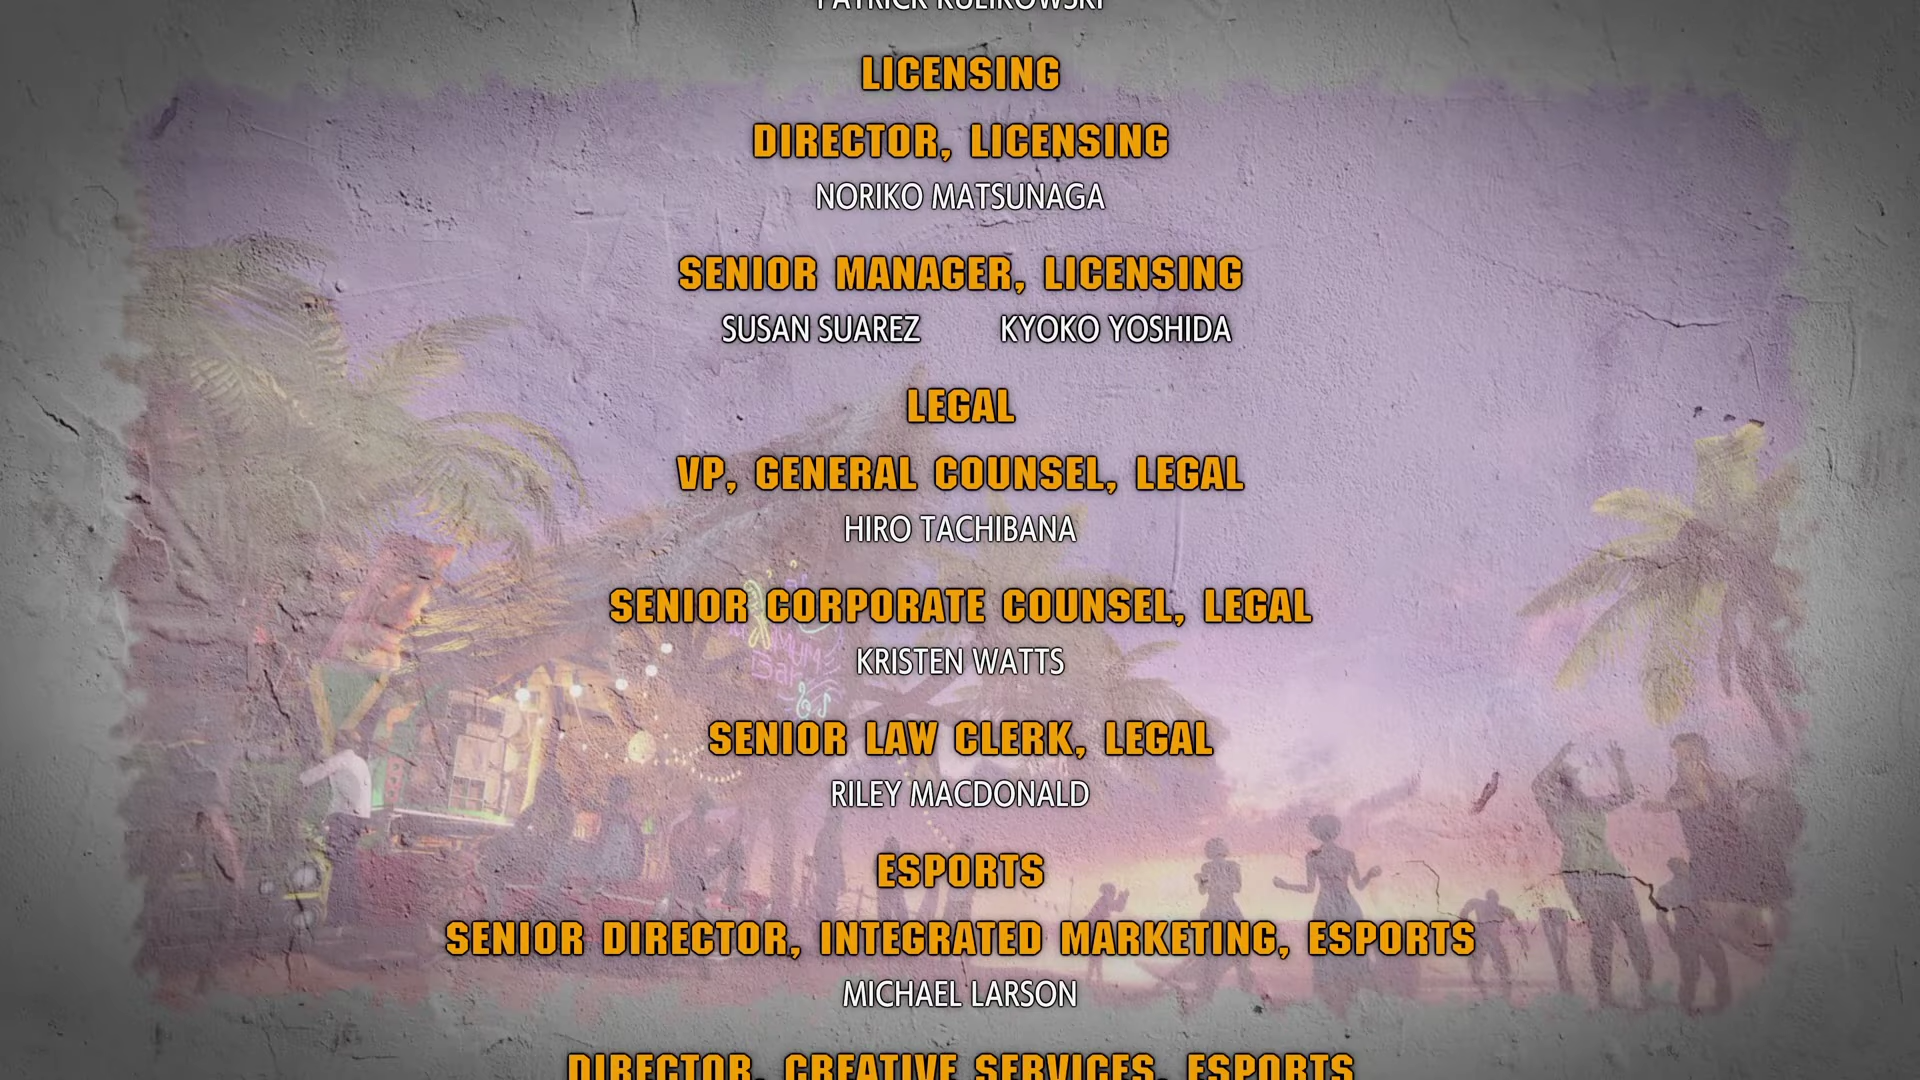 PATRICK KULIKOWSKI
LICENSING
DIRECTOR, LICENSING
NORIKO MATSUNAGA
SENIOR MANAGER, LICENSING
SUSAN SUAREZ KYOKO YOSHIDA
LEGAL
VP, GENERAL COUNSEL, LEGAL
HIRO TACHIBANA
SENIOR CORPORATE COUNSEL, LEGAL
KRISTEN WATTS
SENIOR LAW CLERK, LEGAL
RILEY MACDONALD
ESPORTS
SENIOR DIRECTOR, INTEGRATED MARKETING, ESPORTS
MICHAEL LARSON
DIRECTOR, CREATIVE SERVICES, ESPORTS